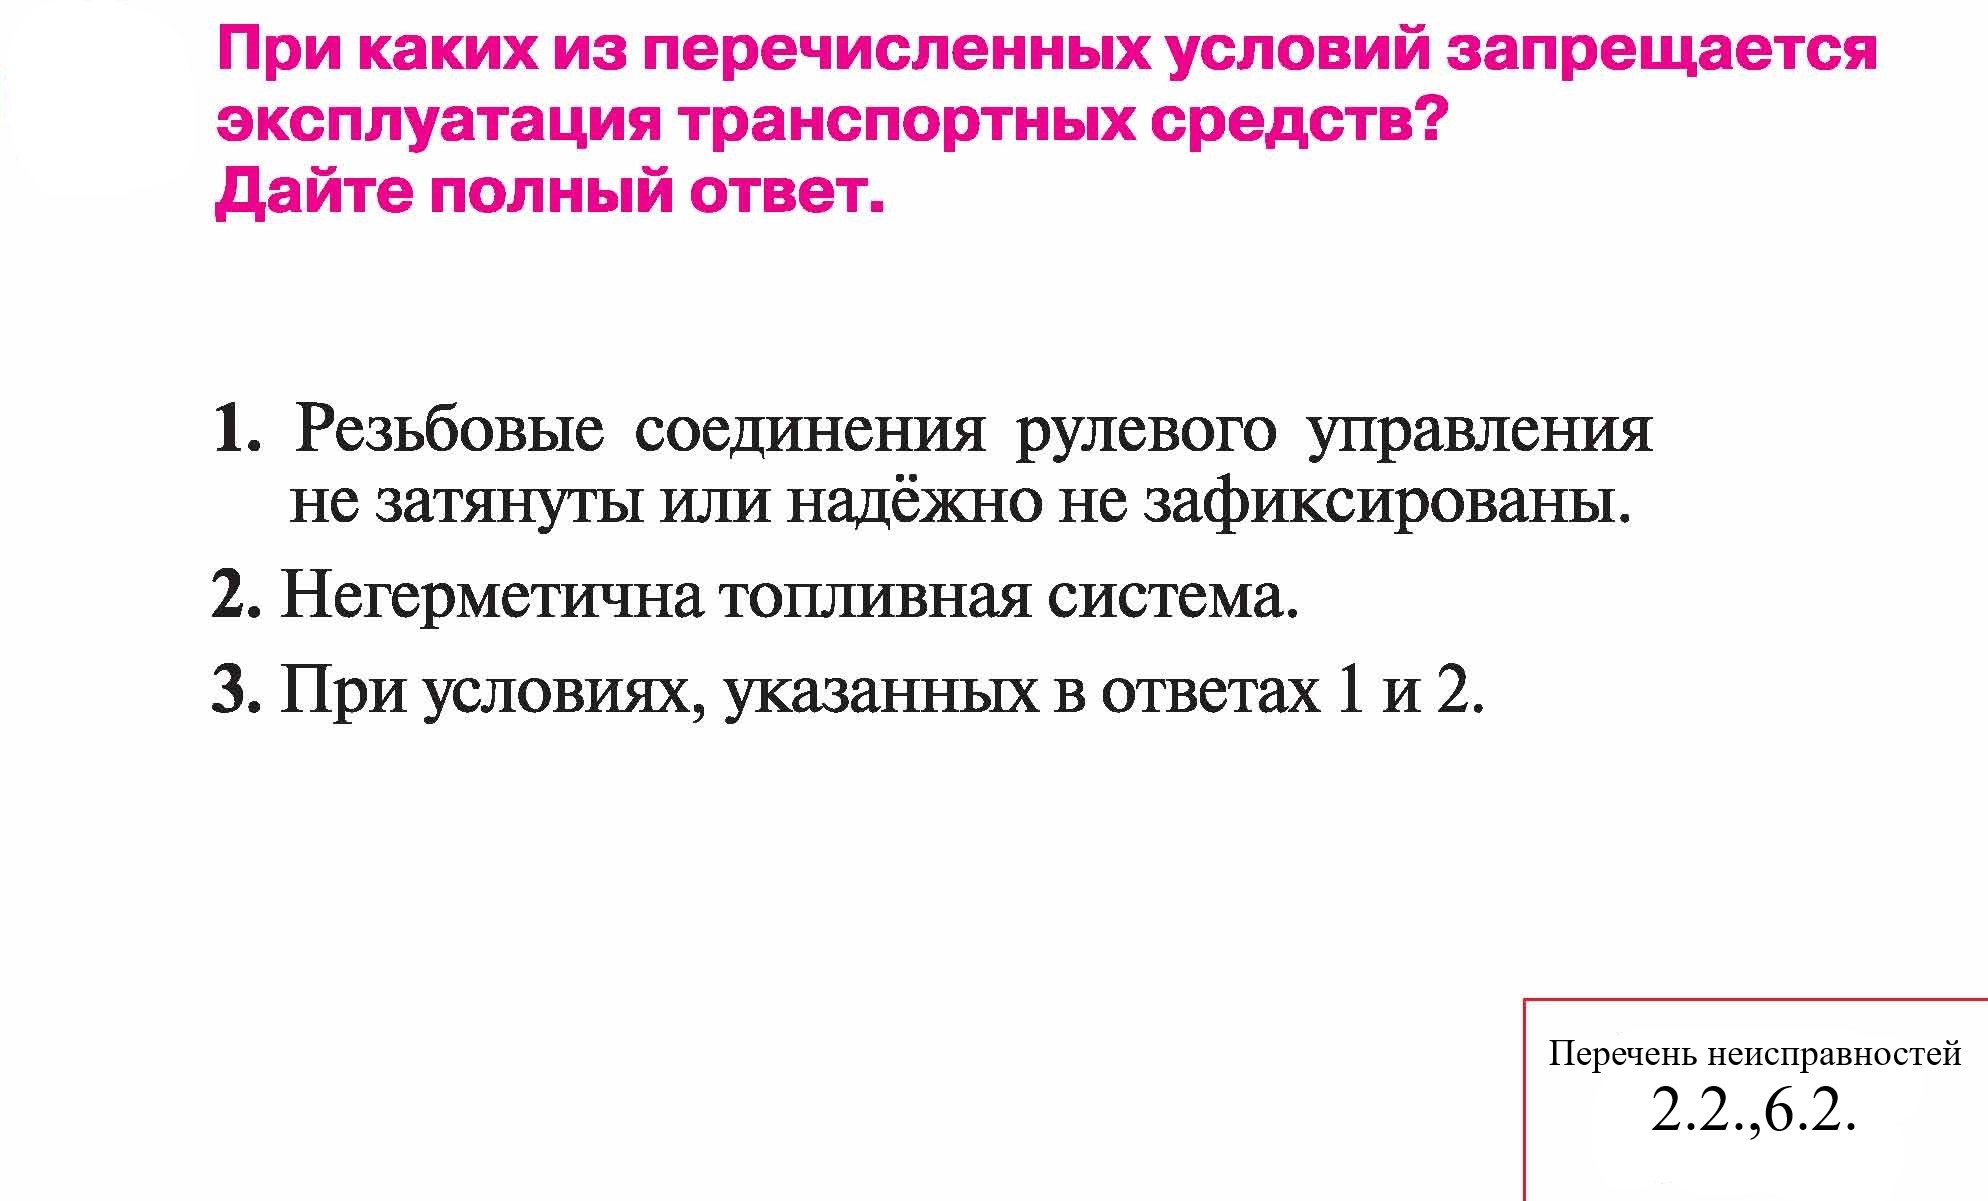 При каких из перечисленных условий запрещается
эксплуатация транспортных средств?
Дайте полный ответ.
1. Резьбовые соединения рулевого управления
не затянуты или надёжно не зафиксированы.
2. Негерметична топливная система.
3. При условиях, указанных в ответах 1 и 2.
Перечень неисправностей
2.2.,6.2.